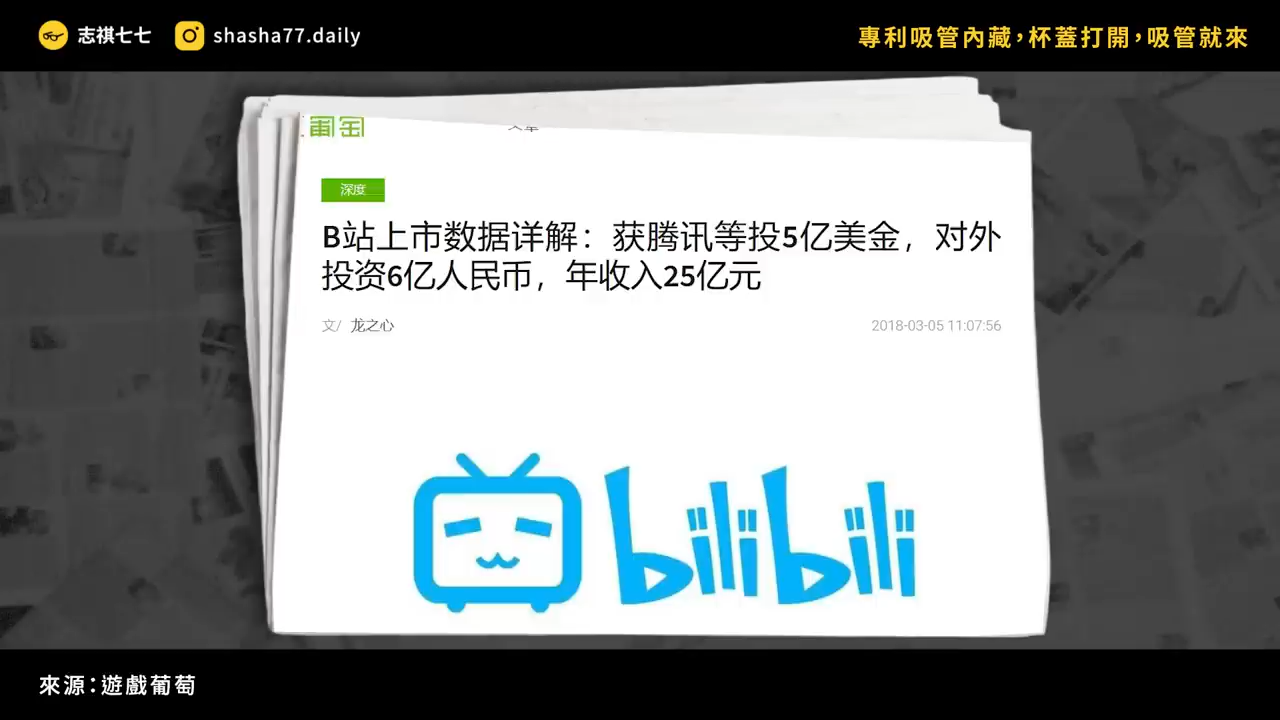 志祺七七
shasha77.daily
專利吸管內藏,杯蓋打開,吸管就來
深度
B站上市数据详解：获腾讯等投5亿美金，对外
投资6亿人民币，年收入25亿元
文/ 龙之心
2018-03-05 11:07:56
bilibili
來源:遊戲葡萄